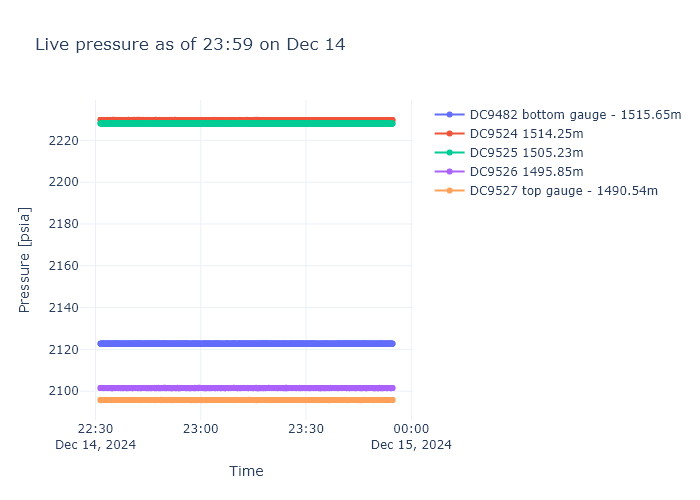 Live pressure as of 23:59 on Dec 14
DC9482 bottom gauge - 1515.65m
DC9524 1514.25m
DC9525 1505.23m
DC9526 1495.85m
DC9527 top gauge - 1490.54m
Pressure [psia]
2220
2200
2180
2160
2140
2120
2100
22:30
Dec 14, 2024
23:00
23:30
00:00
Dec 15, 2024
Time